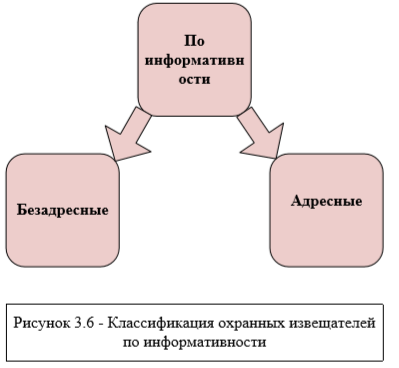 По
информативн
ости
Безадресные
Адресные
Рисунок 3.6 - Классификация охранных извещателей
по информативности